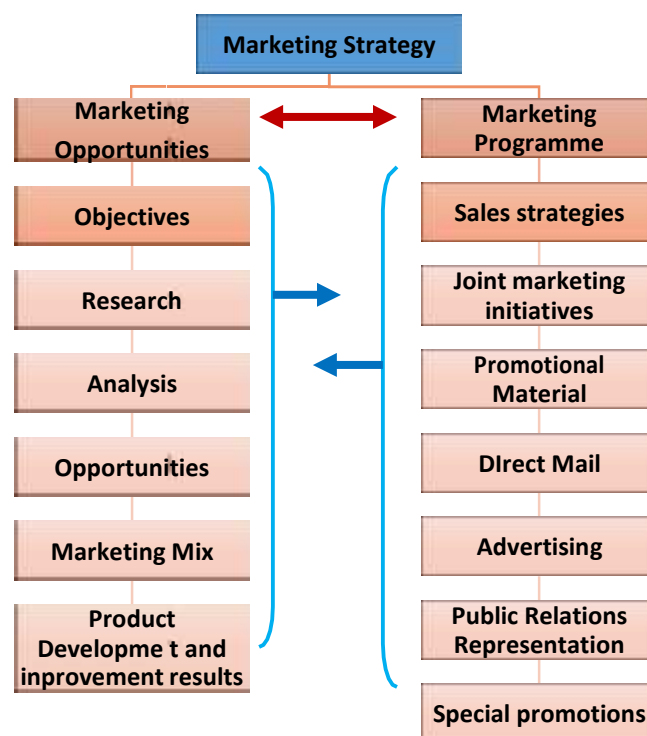 Marketing Strategy
Marketing
Opportunities
Objectives
Research
Analysis
Opportunities
Marketing Mix
Product
Developme t and
inprovement results
Marketing
Programme
Sales strategies
Joint marketing
initiatives
Promotional
Material
DIrect Mail
Advertising
Public Relations
Representation
Special promotions